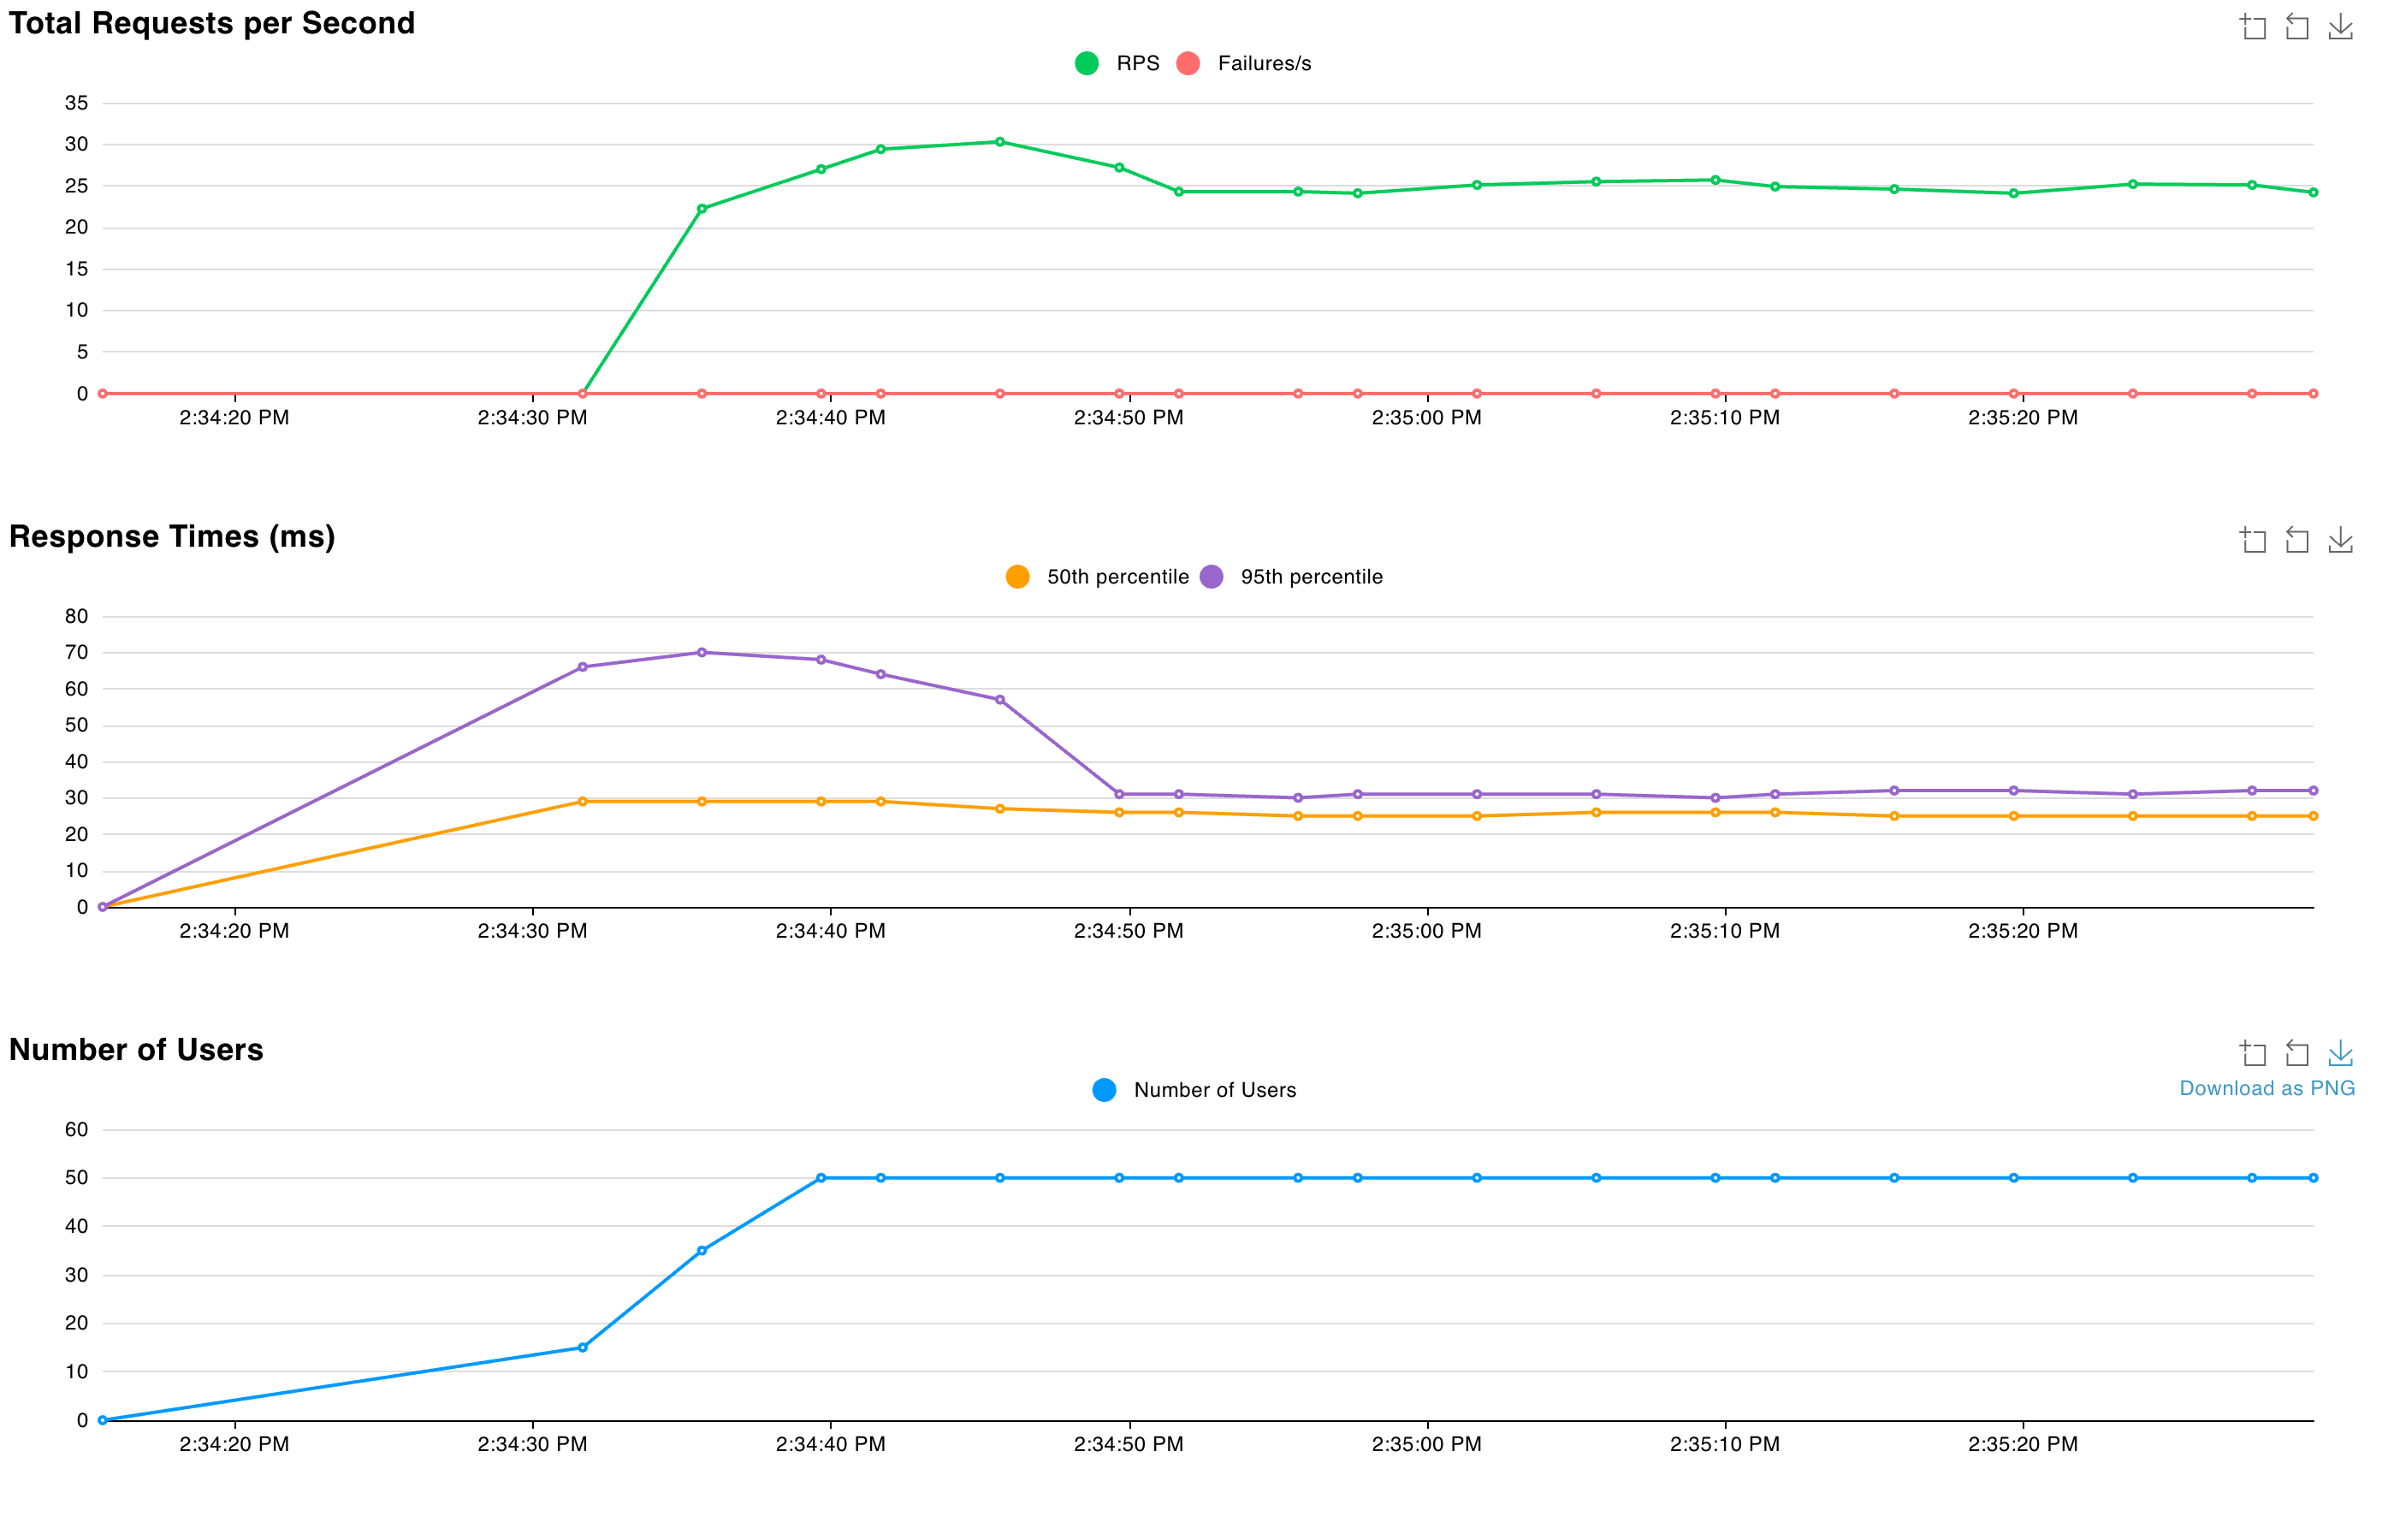 Total Requests per Second
RPS Failures/s
35
30
25
20
15
10
5
0
2:34:20 PM 2:34:30 PM 2:34:40 PM 2:34:50 PM 2:35:00 PM 2:35:10 PM 2:35:20 PM
Response Times (ms)
50th percentile 95th percentile
80
70
60
50
40
30
20
10
0
2:34:20 PM 2:34:30 PM 2:34:40 PM 2:34:50 PM 2:35:00 PM 2:35:10 PM 2:35:20 PM
Number of Users
Download as PNG
Number of Users
60
50
40
30
20
10
0
2:34:20 PM 2:34:30 PM 2:34:40 PM 2:34:50 PM 2:35:00 PM 2:35:10 PM 2:35:20 PM